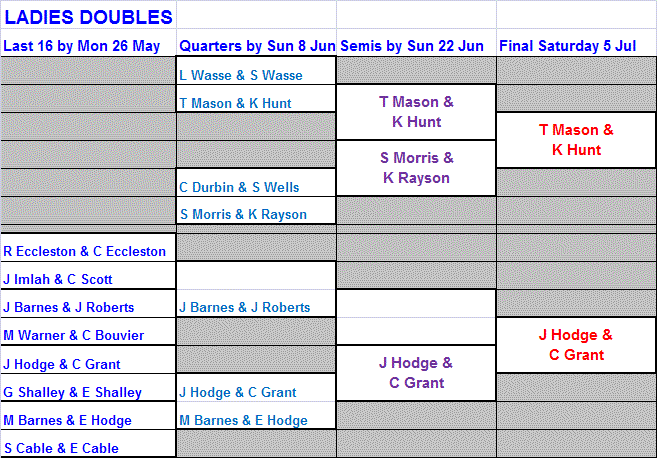 LADIES DOUBLES
Last 16 by Mon 26 May
Quarters by Sun 8 Jun
Semis by Sun 22 Jun
Final Saturday 5 Jul
L Wasse & S Wasse
T Mason & K Hunt
T Mason &
K Hunt
T Mason &
K Hunt
S Morris &
K Rayson
C Durbin & S Wells
S Morris & K Rayson
R Eccleston & C Eccleston
J Imlah & C Scott
J Barnes & J Roberts
J Barnes & J Roberts
M Warner & C Bouvier
J Hodge &
C Grant
J Hodge & C Grant
J Hodge &
C Grant
G Shalley & E Shalley
J Hodge & C Grant
M Barnes & E Hodge
M Barnes & E Hodge
S Cable & E Cable